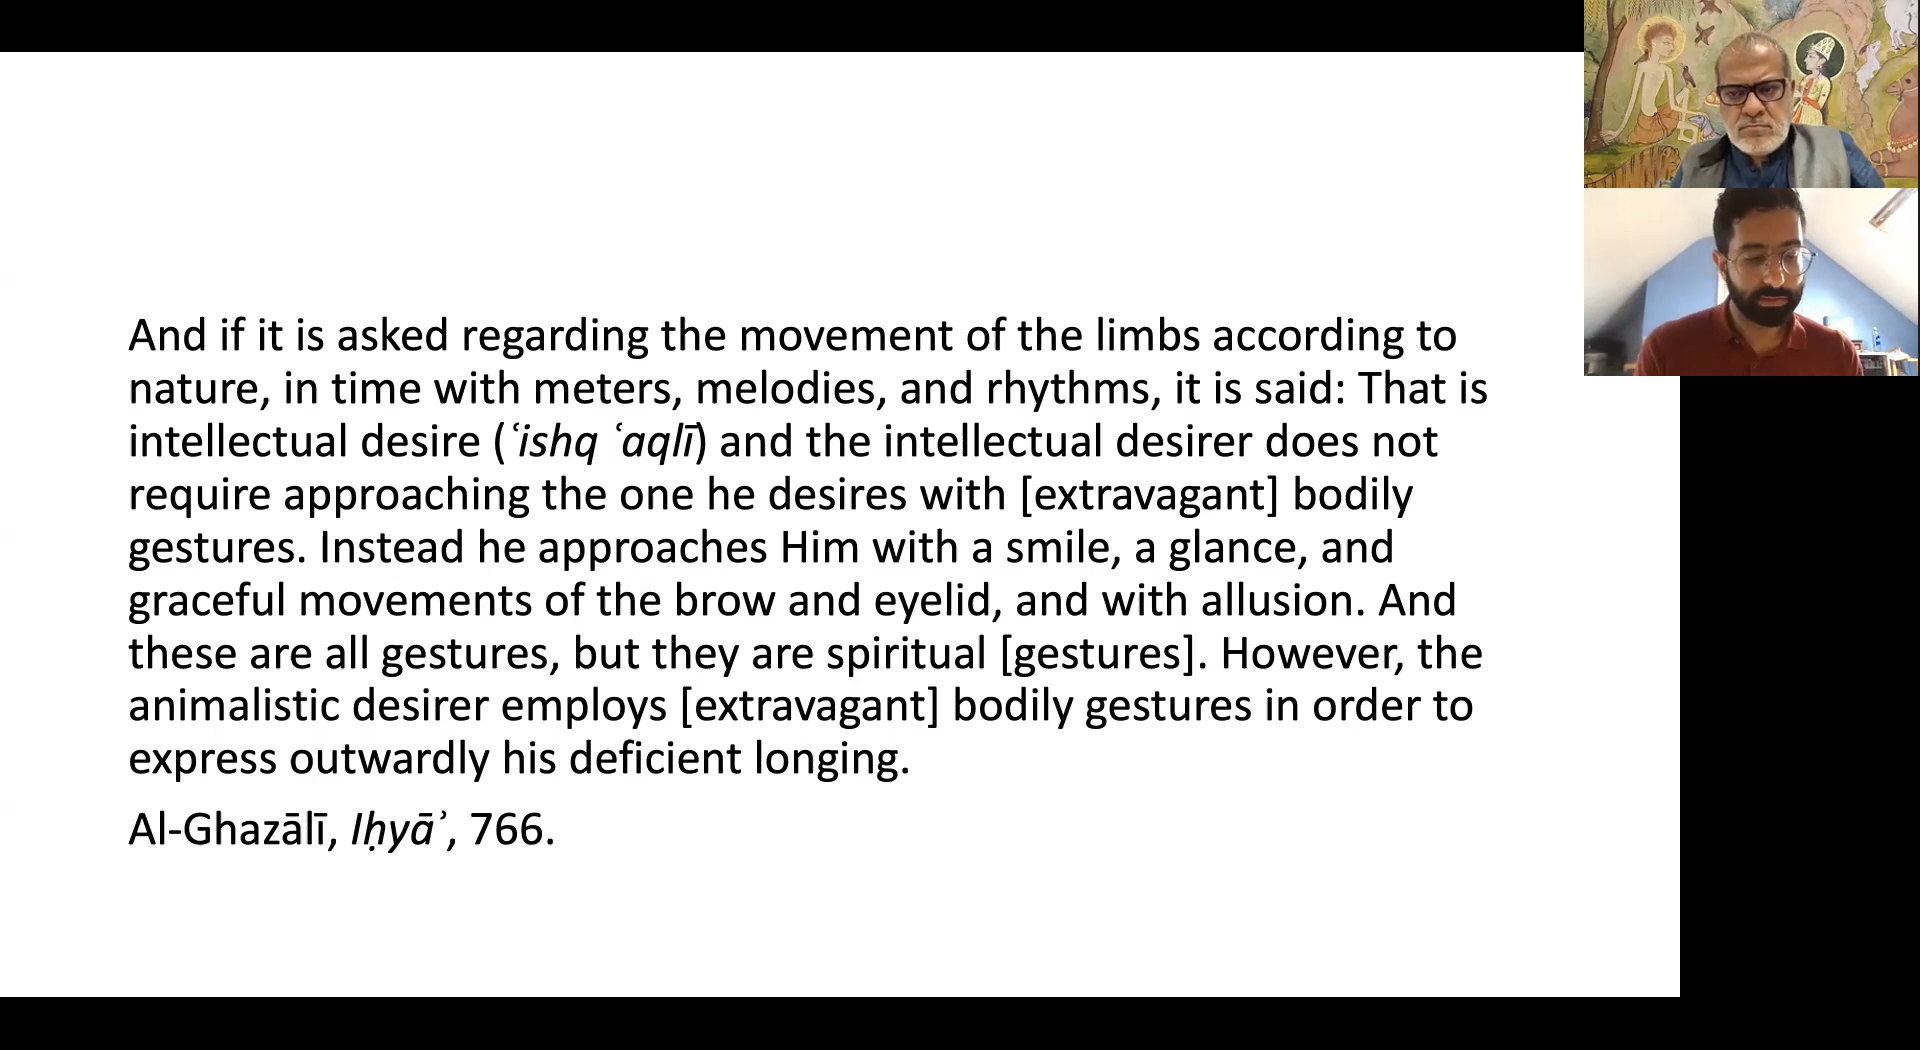 And if it is asked regarding the movement of the limbs according to
nature, in time with meters, melodies, and rhythms, it is said: That is
intellectual desire (ʿishq ʿaqlī) and the intellectual desirer does not
require approaching the one he desires with [extravagant] bodily
gestures. Instead he approaches Him with a smile, a glance, and
graceful movements of the brow and eyelid, and with allusion. And
these are all gestures, but they are spiritual [gestures]. However, the
animalistic desirer employs [extravagant] bodily gestures in order to
express outwardly his deficient longing.
Al-Ghazālī, Iḥyāʾ, 766.